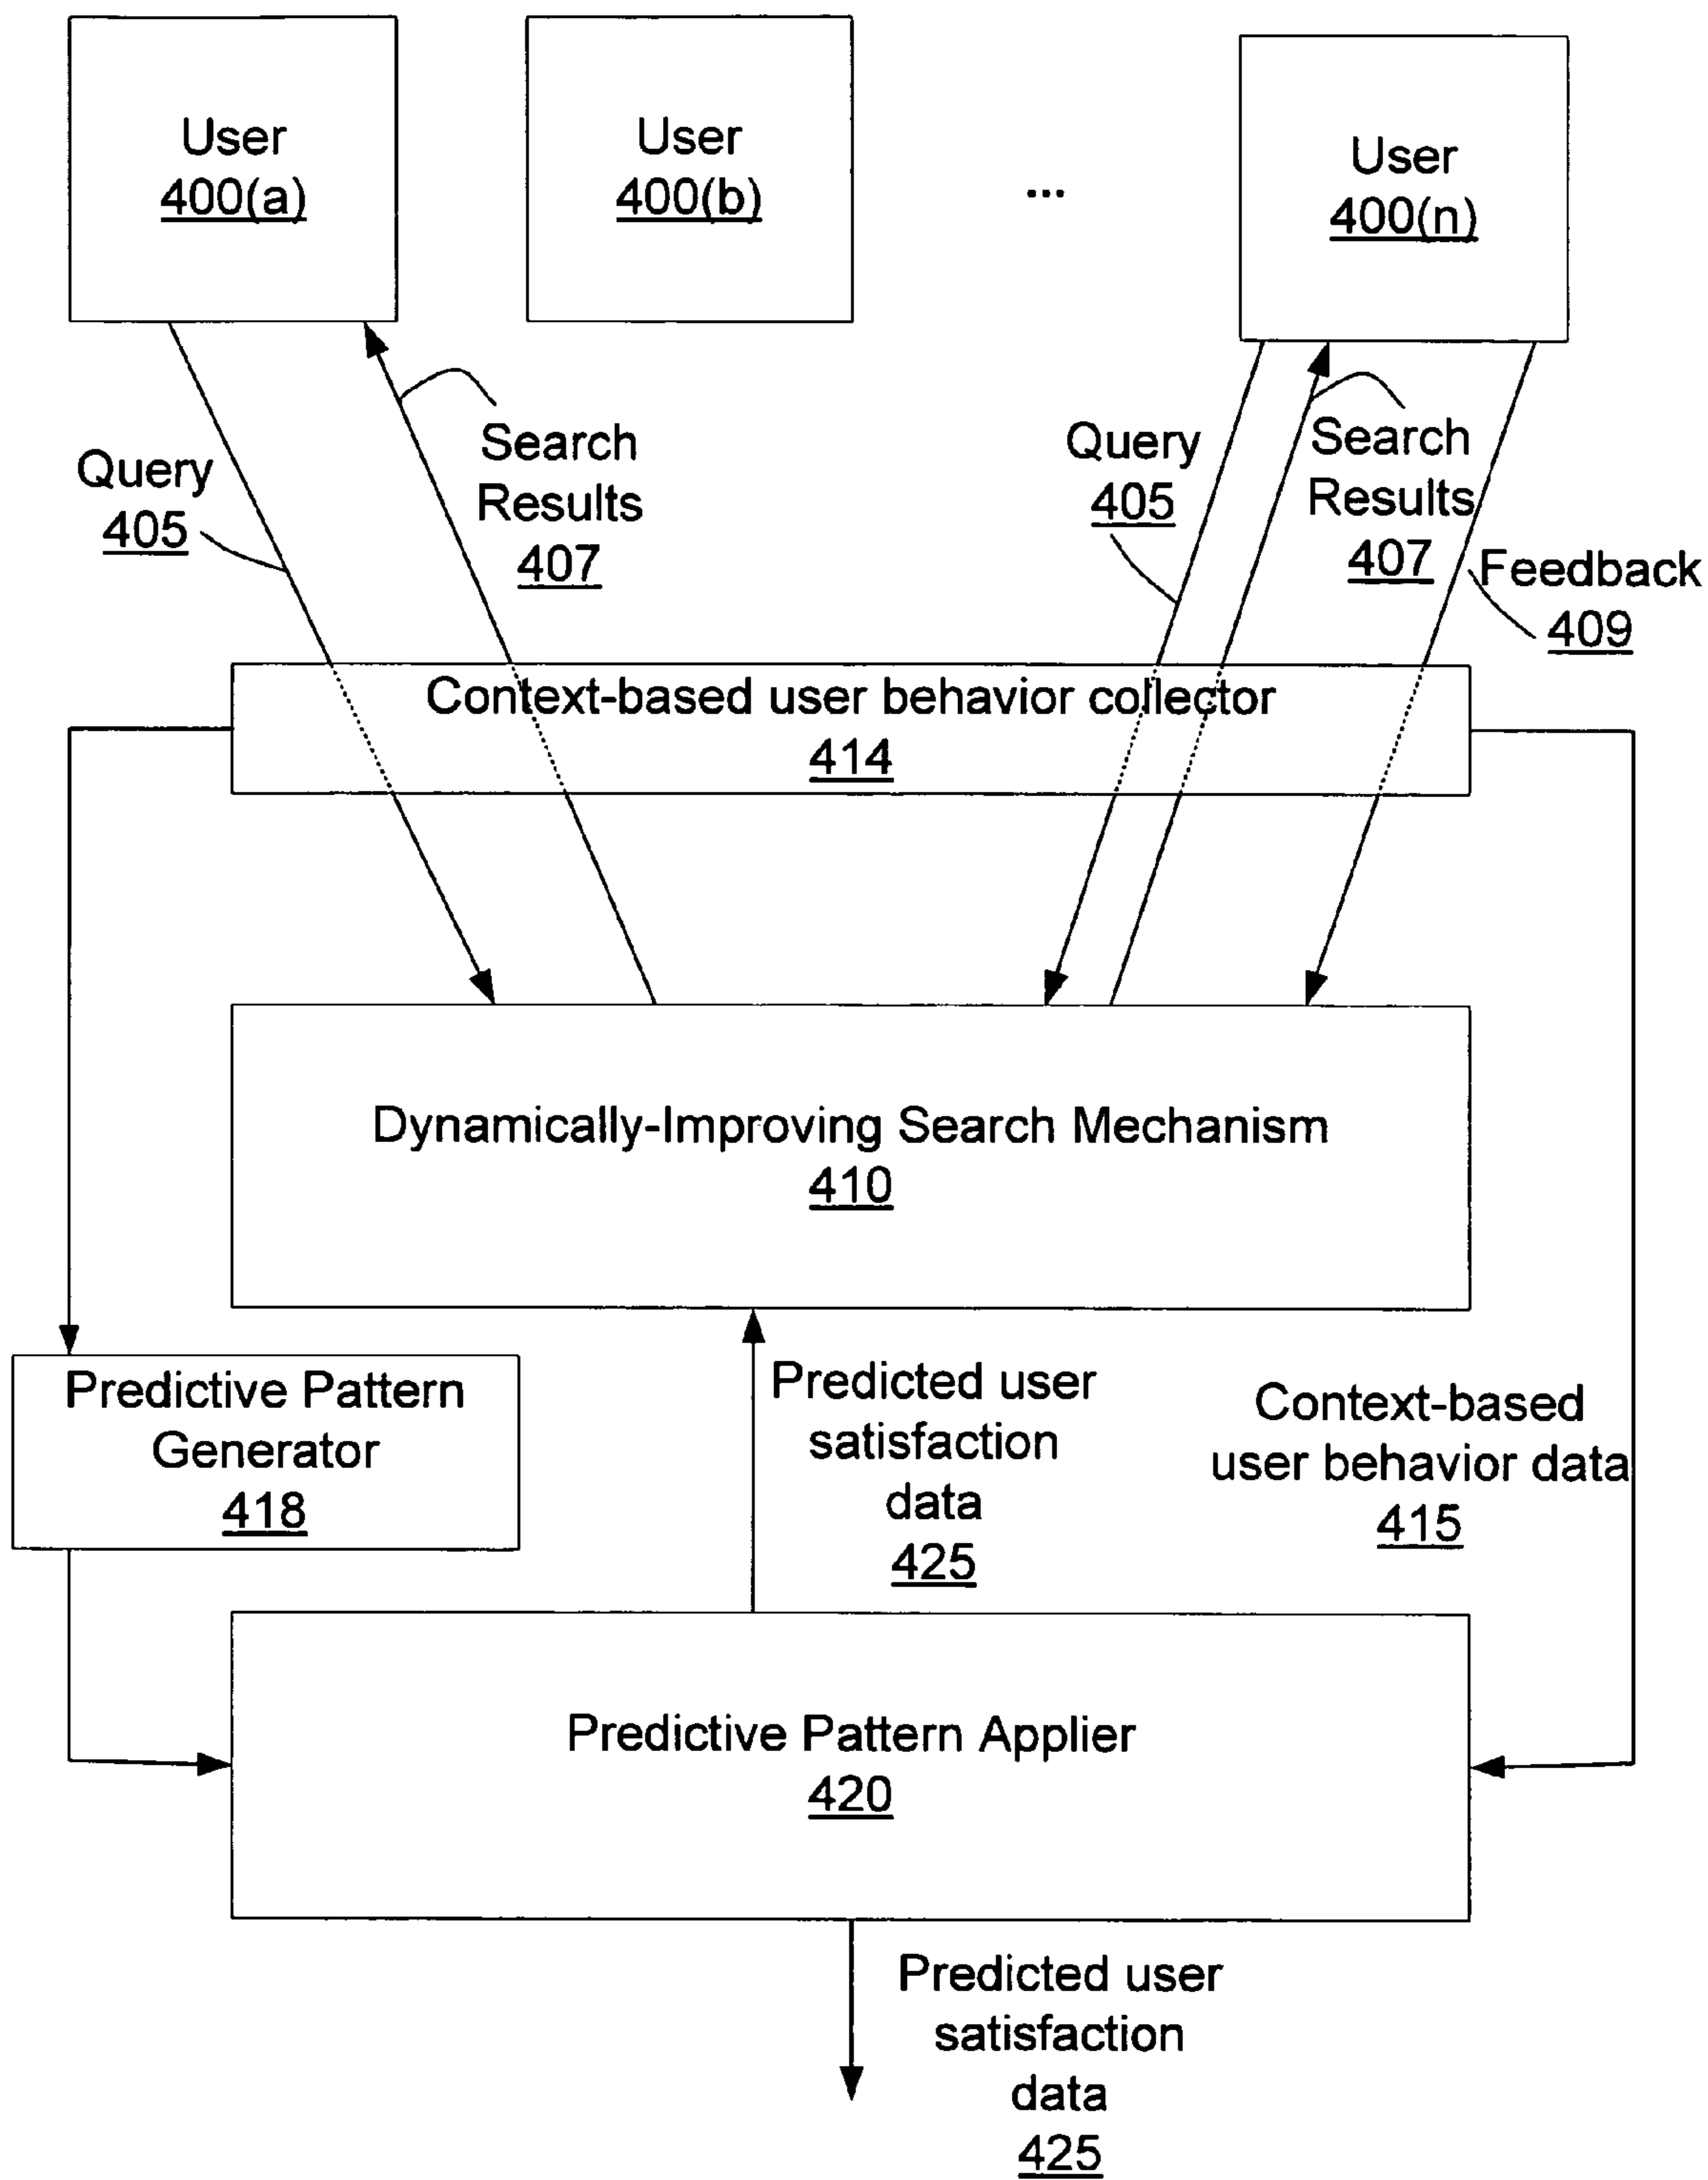 User
400(a)
User
400(b)
...
User
400(n)
Query
405
Search
Results
407
Query
405
Search
Results
407
Feedback
409
Context-based user behavior collector
414
Dynamically-Improving Search Mechanism
410
Predictive Pattern
Generator
418
Predicted user
satisfaction
data
425
Context-based
user behavior data
415
Predictive Pattern Applier
420
Predicted user
satisfaction
data
425